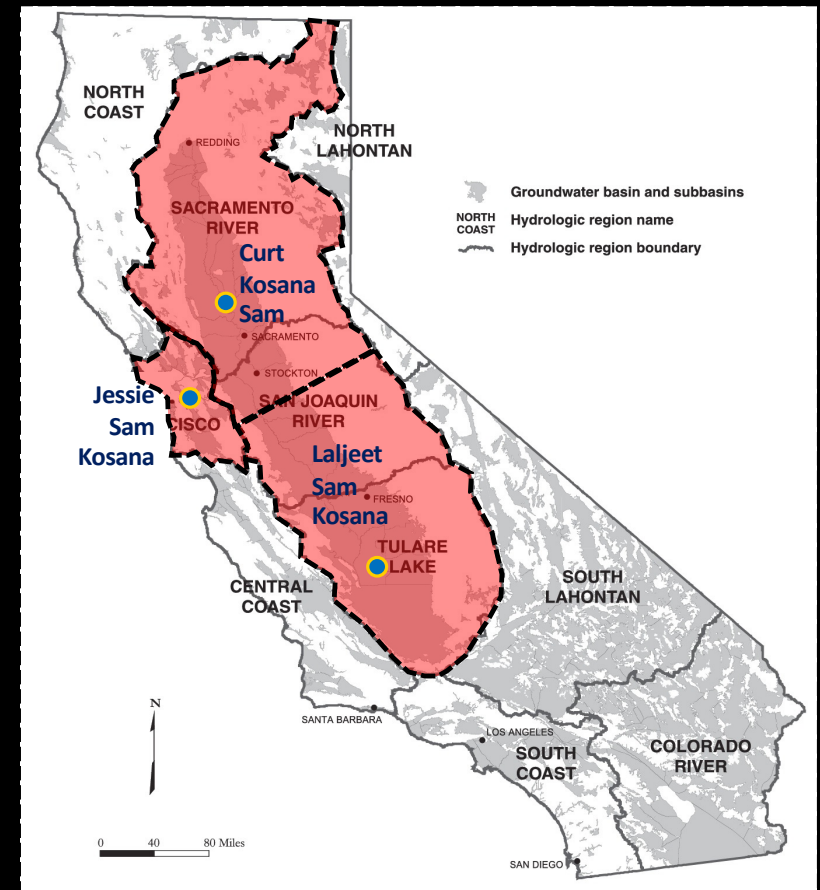 NORTH
COAST
REDDING
NORTH
LAHONTAN
Groundwater basin and subbasins
NORTH
COAST
Hydrologic region name
Hydrologic region boundary
SACRAMENTO
RIVER
Curt
Kosana
Sam
SACRAMENTO
STOCKTON
Jessie
Sam
Kosana
CISCO
SAN JOAQUIN
RIVER
Laljeet
Sam
Kosana
FRESNO
TULARE
LAKE
CENTRAL
COAST
SOUTH
LAHONTAN
N
SANTA BARBARA
LOS ANGELES
SOUTH
COAST
COLORADO
RIVER
0 40 80 Miles
SAN DIEGO